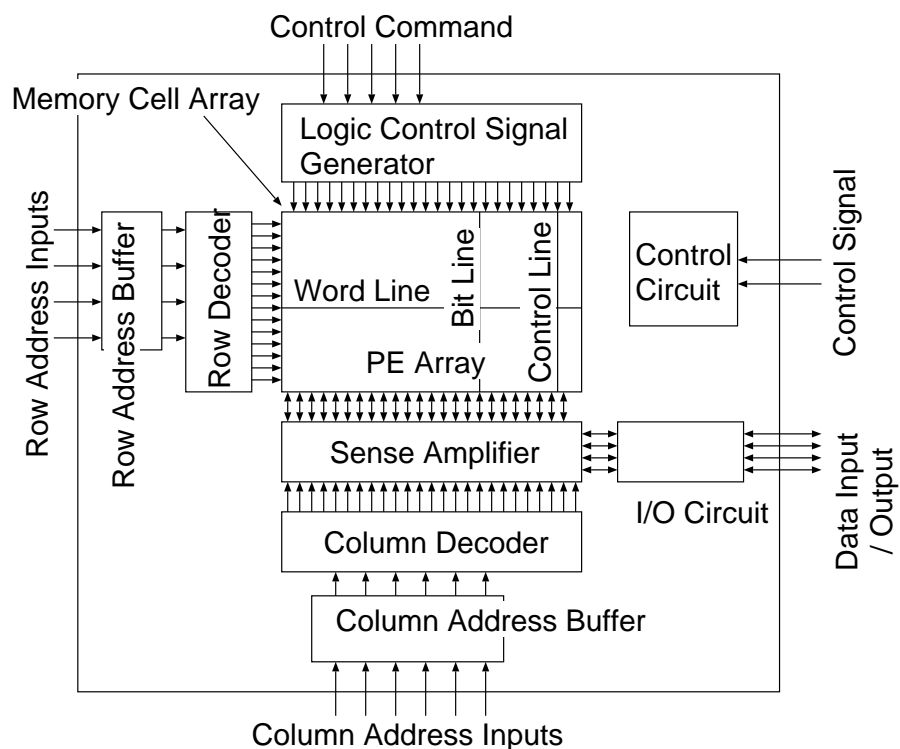 Control Command
Memory Cell Array
Logic Control Signal
Generator
Row Address Inputs
Row Address Buffer
Row Decoder
Word Line
Bit Line
Control Line
PE Array
Control
Circuit
Control Signal
Sense Amplifier
I/O Circuit
Data Input
/ Output
Column Decoder
Column Address Buffer
Column Address Inputs